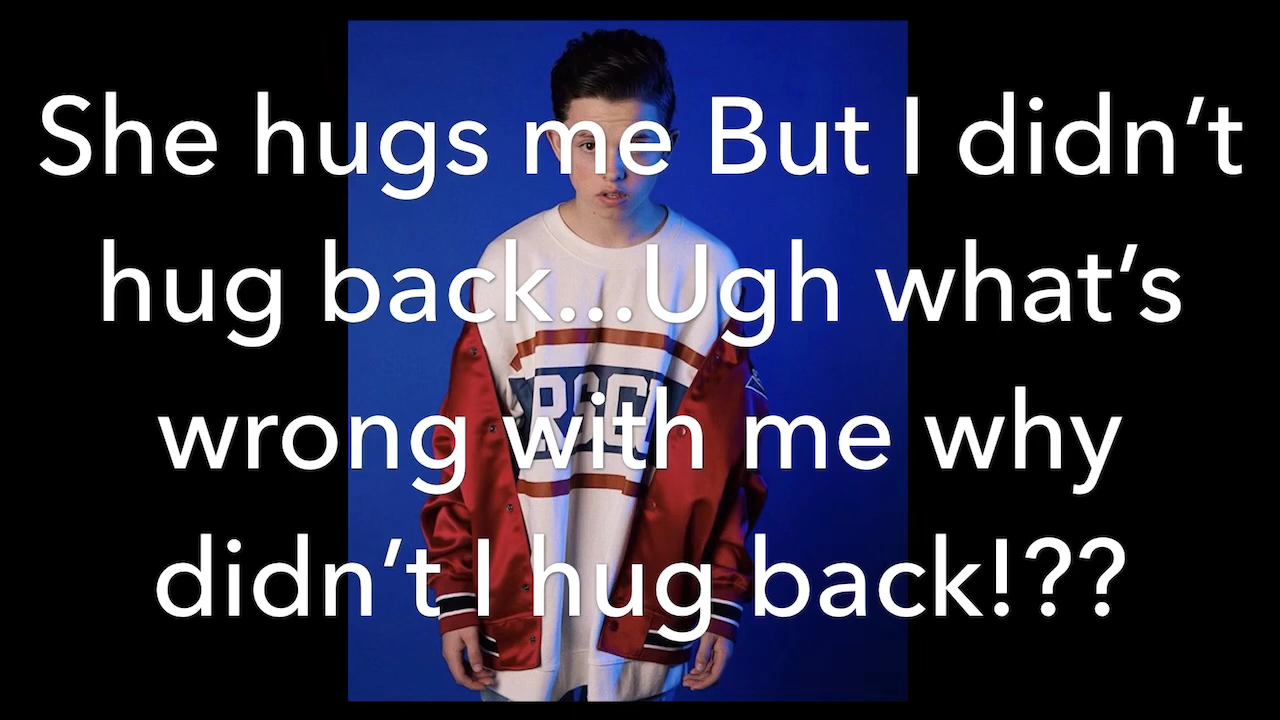 She hugs me But I didn’t
hug back...Ugh what’s
wrong with me why
didn’t I hug back!??